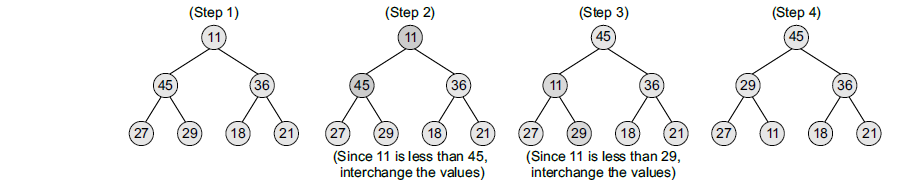 (Step 1) (Step 2) (Step 3) (Step 4)
11 11 45 45
45 36 45 36 11 36 29 36
27 29 18 21 27 29 18 21 27 29 18 21 27 11 18 21
(Since 11 is less than 45, (Since 11 is less than 29,
interchange the values) interchange the values)